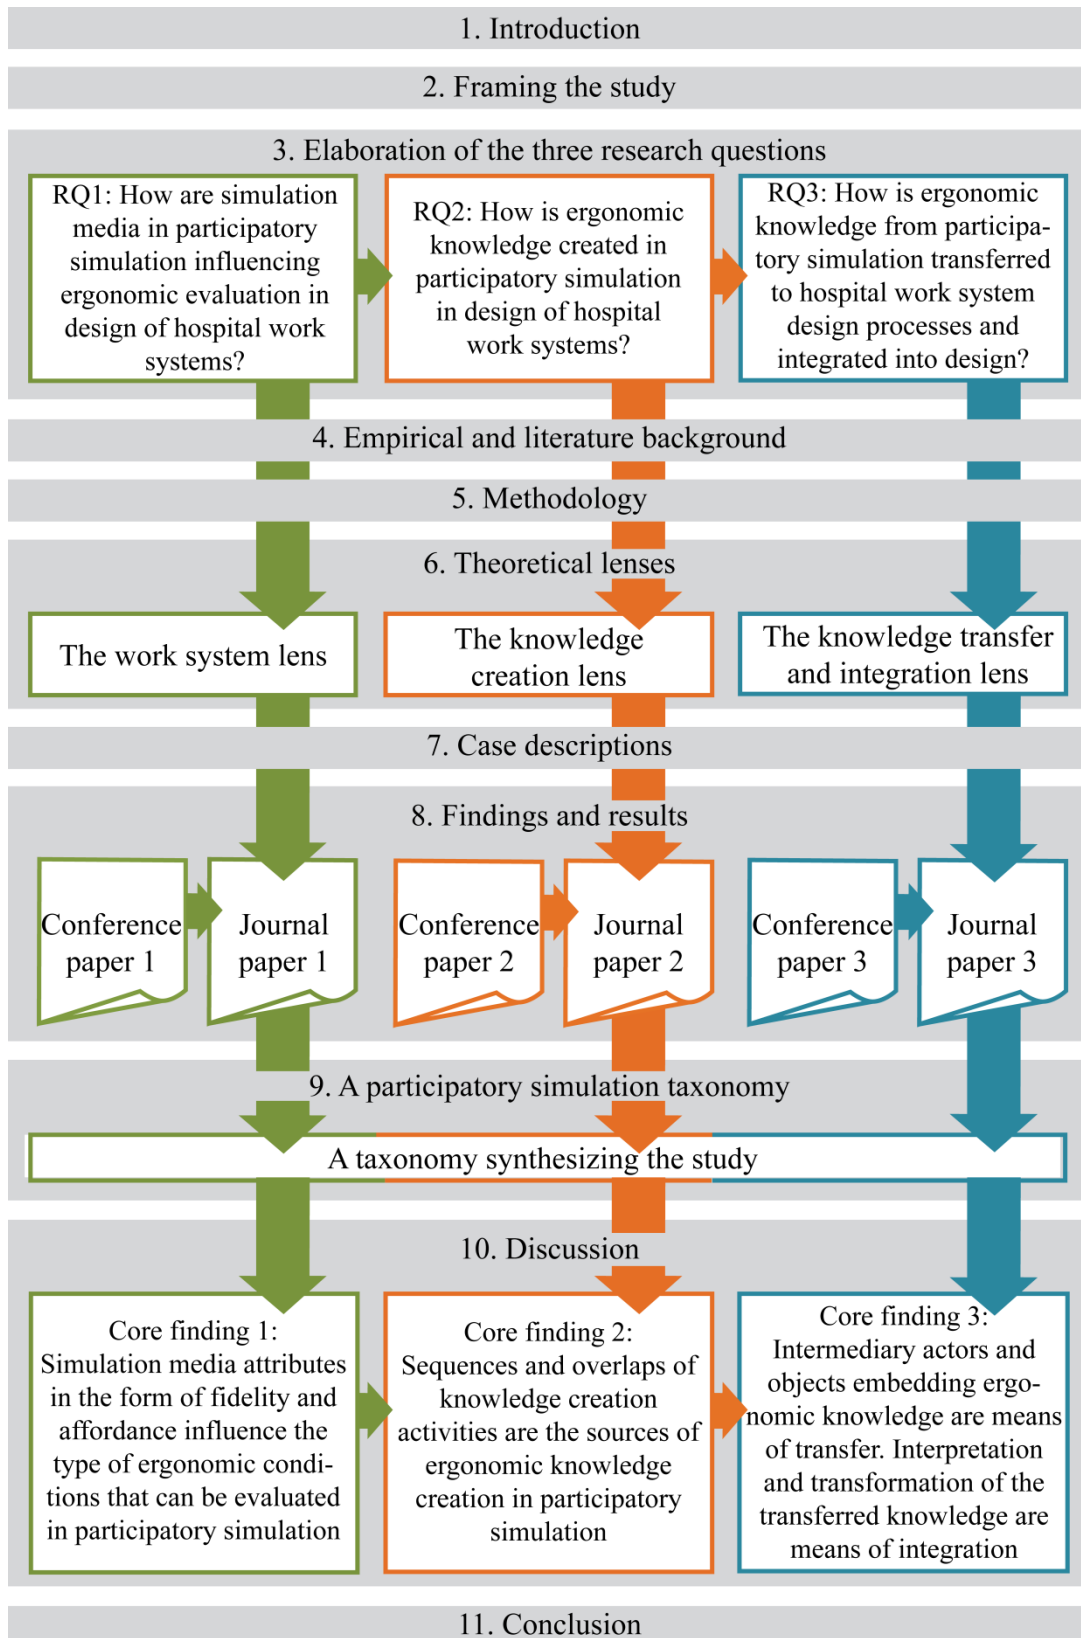 1. Introduction
2. Framing the study
3. Elaboration of the three research questions
RQ1: How are simulation
media in participatory
simulation influencing
ergonomic evaluation in
design of hospital work
systems?
RQ2: How is ergonomic
knowledge created in
participatory simulation
in design of hospital
work systems?
RQ3: How is ergonomic
knowledge from participa-
tory simulation transferred
to hospital work system
design processes and
integrated into design?
4. Empirical and literature background
5. Methodology
6. Theoretical lenses
The work system lens
The knowledge
creation lens
The knowledge transfer
and integration lens
7. Case descriptions
8. Findings and results
Conference
paper 1
Journal
paper 1
Conference
paper 2
Journal
paper 2
Conference
paper 3
Journal
paper 3
9. A participatory simulation taxonomy
A taxonomy synthesizing the study
10. Discussion
Core finding 1:
Simulation media attributes
in the form of fidelity and
affordance influence the
type of ergonomic condi-
tions that can be evaluated
in participatory simulation
Core finding 2:
Sequences and overlaps of
knowledge creation
activities are the sources of
ergonomic knowledge
creation in participatory
simulation
Core finding 3:
Intermediary actors and
objects embedding ergo-
nomic knowledge are means
of transfer. Interpretation
and transformation of the
transferred knowledge are
means of integration
11. Conclusion